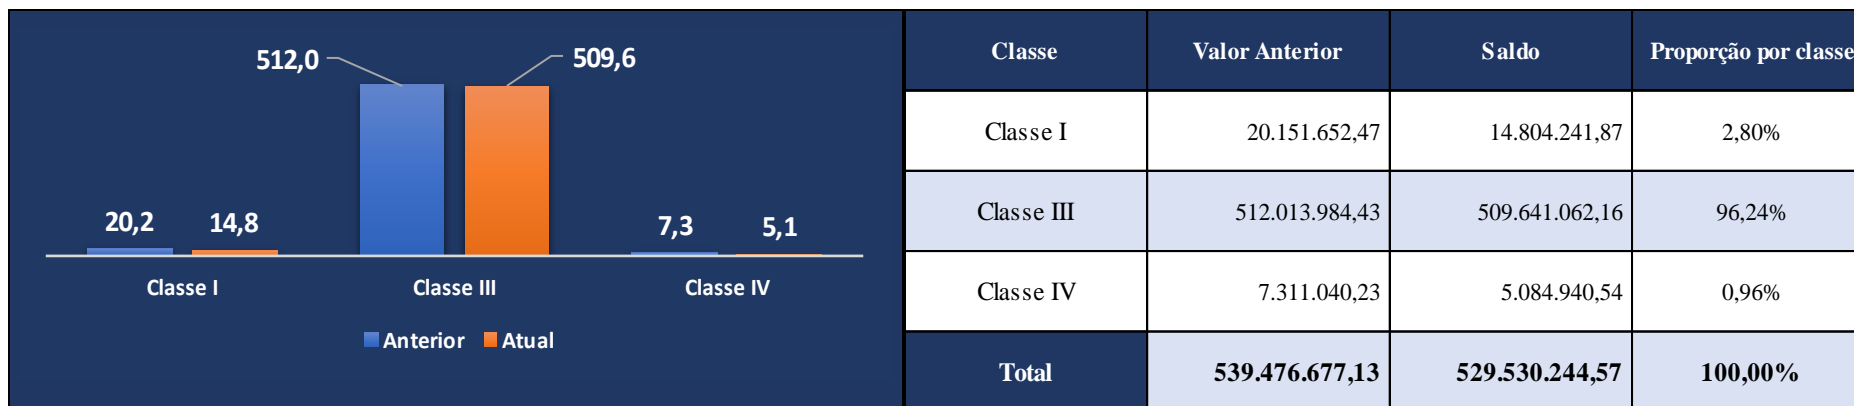 512,0
509,6
20,2
14,8
7,3
5,1
Classe I
Classe III
Classe IV
Anterior
Atual
Classe Valor Anterior Saldo Proporção por classe
Classe I 20.151.652,47 14.804.241,87 2,80%
Classe III 512.013.984,43 509.641.062,16 96,24%
Classe IV 7.311.040,23 5.084.940,54 0,96%
Total 539.476.677,13 529.530.244,57 100,00%